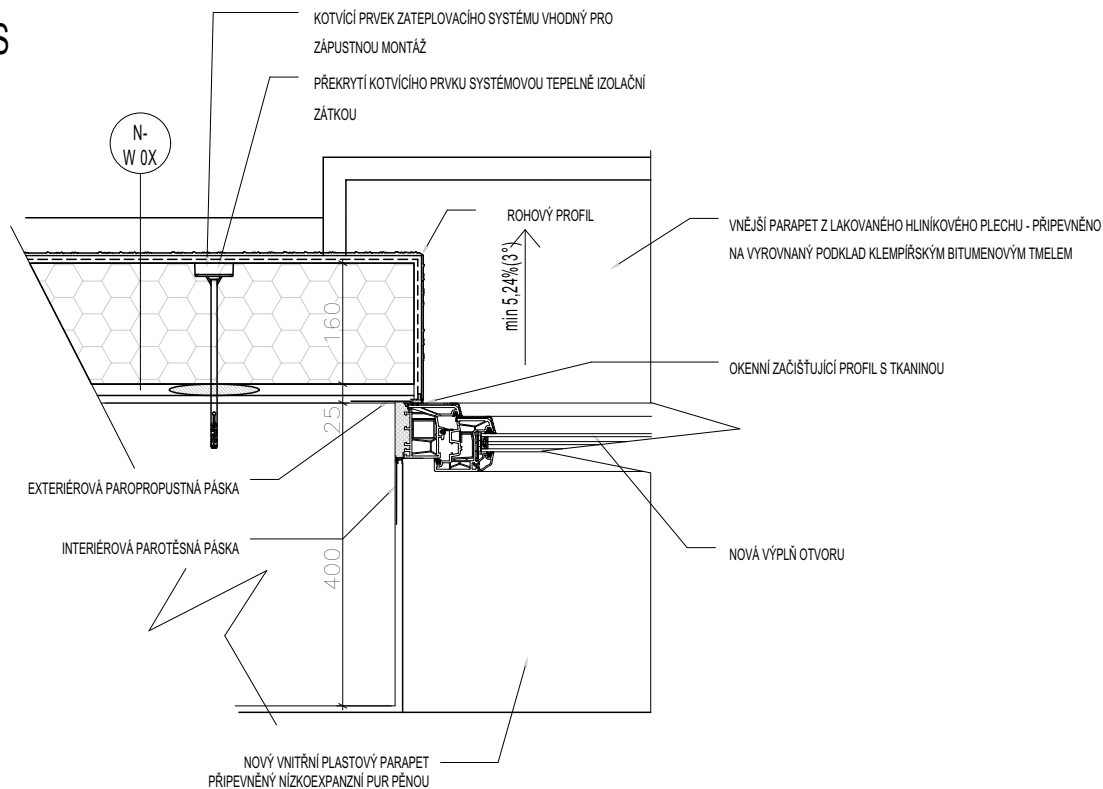 S
KOTVÍCÍ PRVEK ZATEPLOVACÍHO SYSTÉMU VHODNÝ PRO
ZÁPUSTNOU MONTÁŽ
PŘEKRYTÍ KOTVÍCÍHO PRVKU SYSTÉMOVOU TEPELNĚ IZOLAČNÍ
ZÁTKOU
N-
W 0X
ROHOVÝ PROFIL
VNĚJŠÍ PARAPET Z LAKOVANÉHO HLINÍKOVÉHO PLECHU - PŘIPEVNĚNO
NA VYROVNANÝ PODKLAD KLEMPÍŘSKÝM BITUMENOVÝM TMELEM
min 5,24%(3°)
160
OKENNÍ ZAČIŠŤUJÍCÍ PROFIL S TKANINOU
25
EXTERIÉROVÁ PAROPROPUSTNÁ PÁSKA
INTERIÉROVÁ PAROTĚSNÁ PÁSKA
NOVÁ VÝPLŇ OTVORU
400
NOVÝ VNITŘNÍ PLASTOVÝ PARAPET
PŘIPEVNĚNÝ NÍZKOEXPANZNÍ PUR PĚNOU